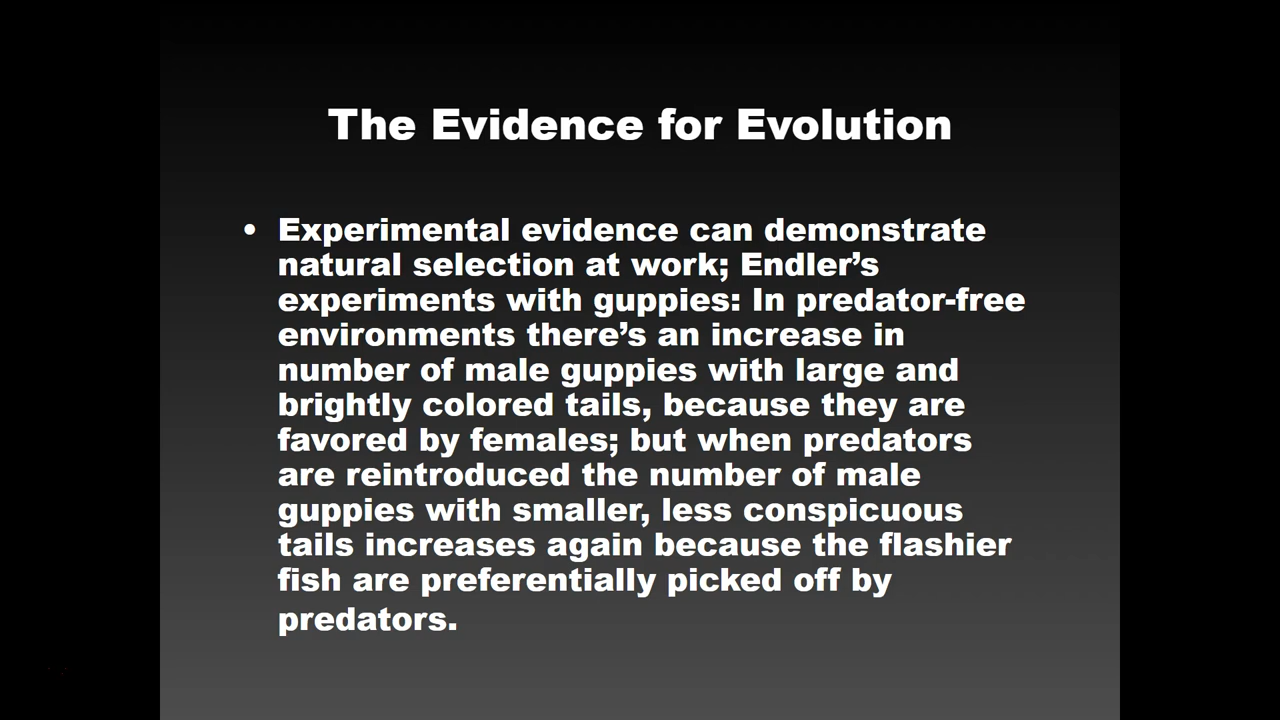 The Evidence for Evolution
• Experimental evidence can demonstrate
natural selection at work; Endler’s
experiments with guppies: In predator-free
environments there’s an increase in
number of male guppies with large and
brightly colored tails, because they are
favored by females; but when predators
are reintroduced the number of male
guppies with smaller, less conspicuous
tails increases again because the flashier
fish are preferentially picked off by
predators.